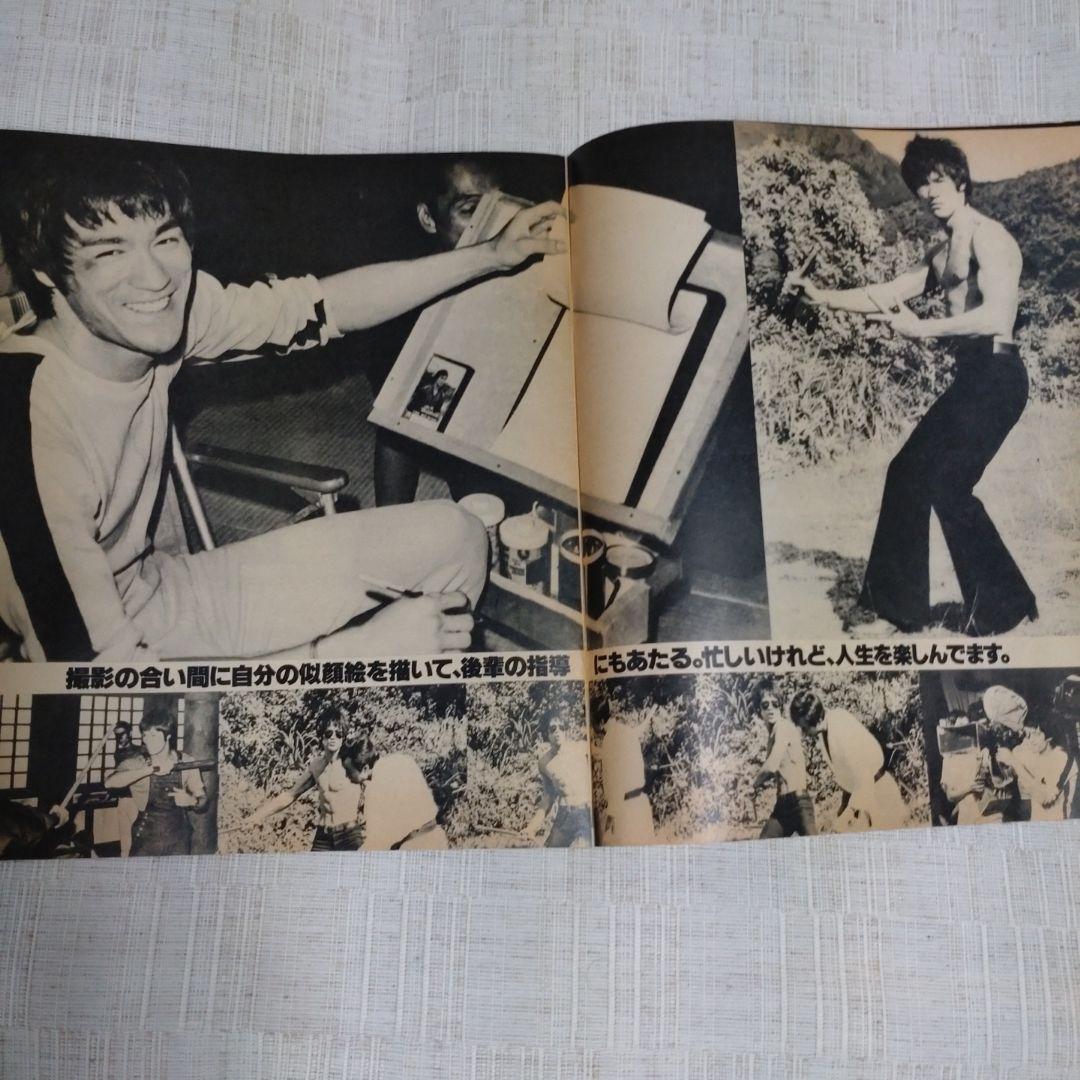 撮影の合い間に自分の似顔絵を描いて、後輩の指導にもあたる。忙しいけれど、人生を楽しんでます。